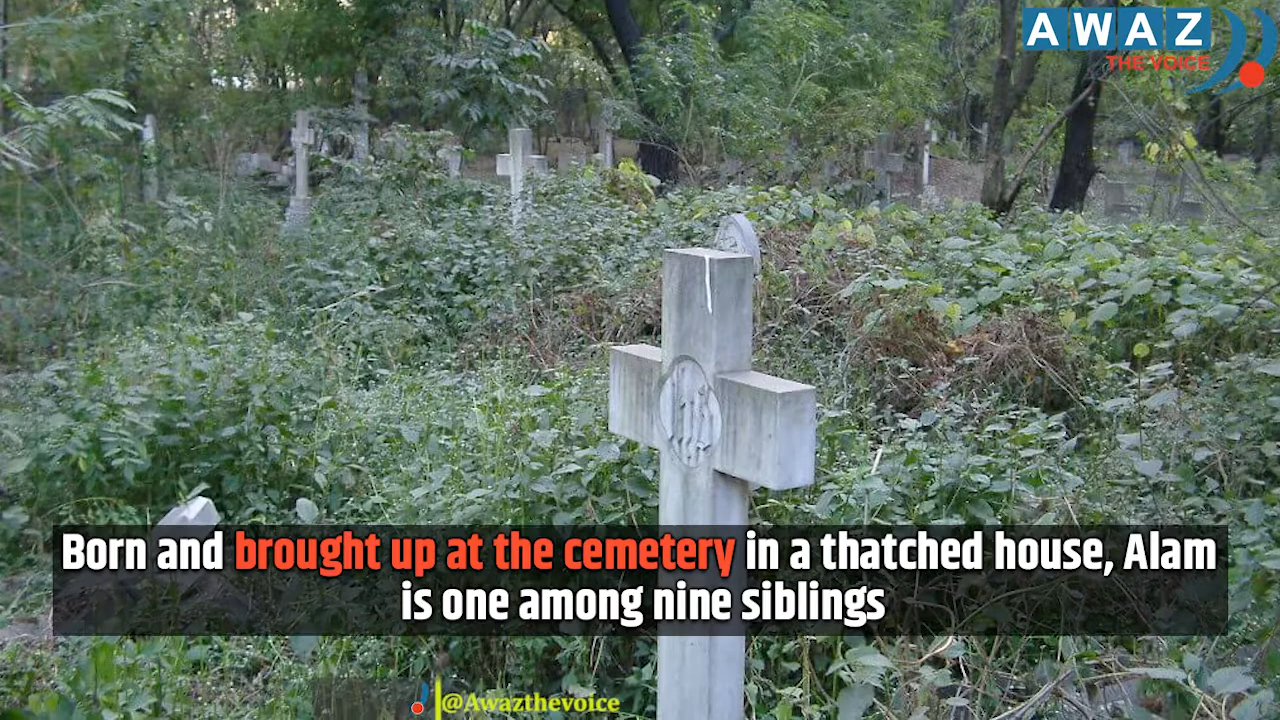 AWAZ
THE VOICE
Born and brought up at the cemetery in a thatched house, Alam
is one among nine siblings
@Awazthevoice